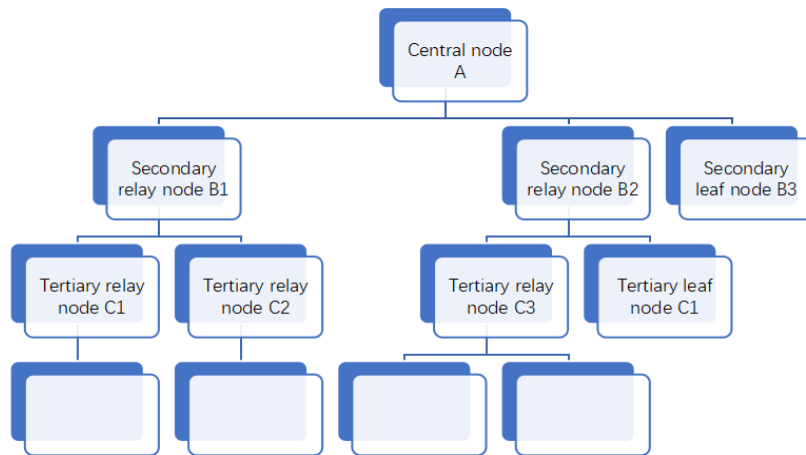 Central node
A
Secondary
relay node B1
Secondary
relay node B2
Secondary
leaf node B3
Tertiary relay
node C1
Tertiary relay
node C2
Tertiary relay
node C3
Tertiary leaf
node C1